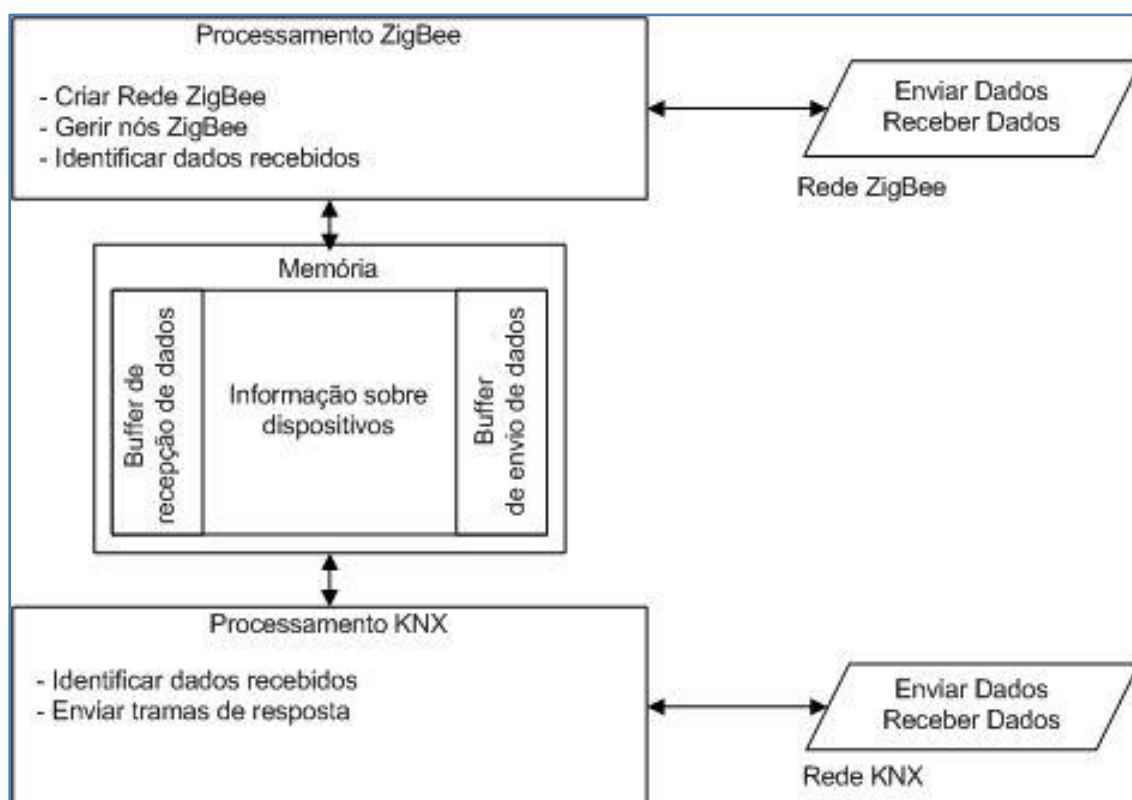 Processamento ZigBee
- Criar Rede ZigBee
- Gerir nós ZigBee
- Identificar dados recebidos
Enviar Dados
Receber Dados
Rede ZigBee
Memória
Buffer de
recepção de dados
Informação sobre
dispositivos
Buffer
de envio de dados
Processamento KNX
- Identificar dados recebidos
- Enviar tramas de resposta
Enviar Dados
Receber Dados
Rede KNX